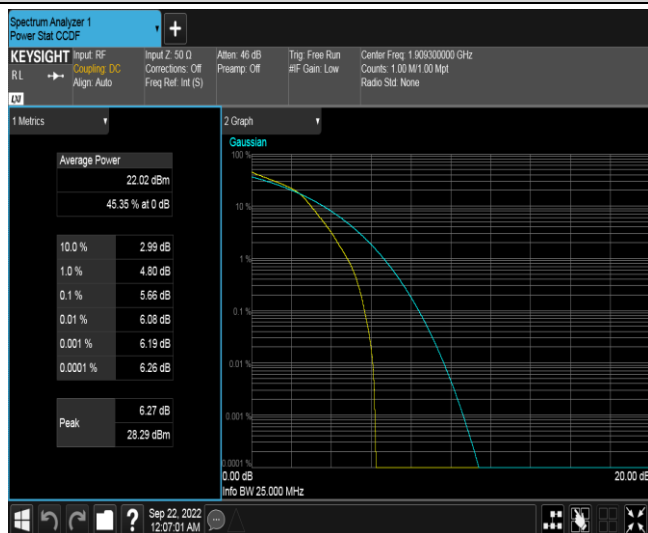 Spectrum Analyzer 1
Power Stat CCDF
KEYSIGHT
RL
LXI
Input: RF
Coupling: DC
Align: Auto
Input Z: 50 Ω
Corrections: Off
Freq Ref: Int (S)
Atten: 46 dB
Preamp: Off
Trig: Free Run
#IF Gain: Low
Center Freq: 1.909300000 GHz
Counts: 1.00 M/1.00 Mpt
Radio Std: None
1 Metrics
Average Power
22.02 dBm
45.35 % at 0 dB
10.0 % 2.99 dB
1.0 % 4.80 dB
0.1 % 5.66 dB
0.01 % 6.08 dB
0.001 % 6.19 dB
0.0001 % 6.26 dB
Peak
6.27 dB
28.29 dBm
2 Graph
Gaussian
100 %
10 %
1 %
0.1 %
0.01 %
0.001 %
0.0001 %
0.00 dB
20.00 dB
Info BW 25.000 MHz
?
Sep 22, 2022
12:07:01 AM